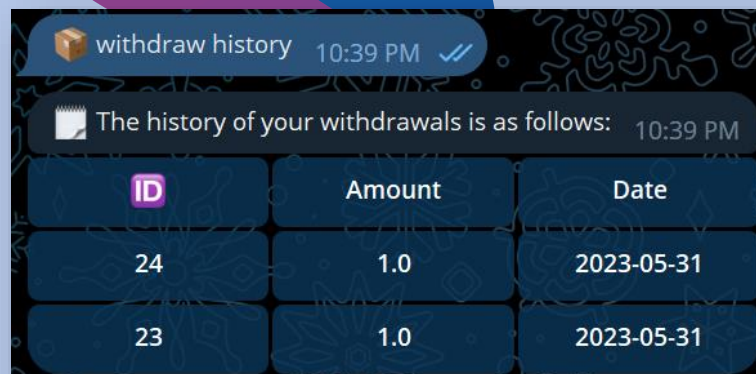 📦 withdraw history 10:39 PM
🗒 The history of your withdrawals is as follows: 10:39 PM
🆔 Amount Date
24 1.0 2023-05-31
23 1.0 2023-05-31